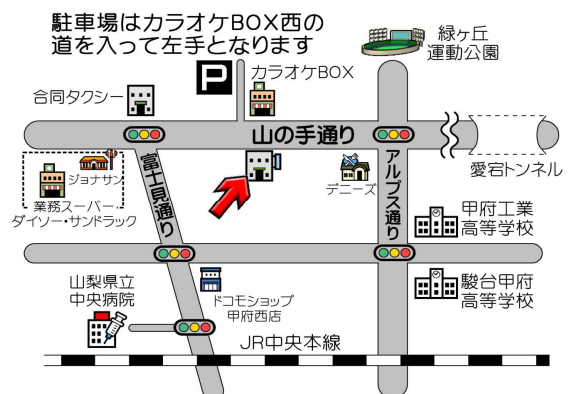 駐車場はカラオケBOX西の
道を入って左手となります
緑ヶ丘
運動公園
P
カラオケBOX
合同タクシー
山の手通り
愛宕トンネル
ジョナサン
業務スーパー
ダイソー・サンドラック
富士見通り
デニーズ
アルプス通り
甲府工業
高等学校
山梨県立
中央病院
ドコモショップ
甲府西店
駿台甲府
高等学校
JR中央本線